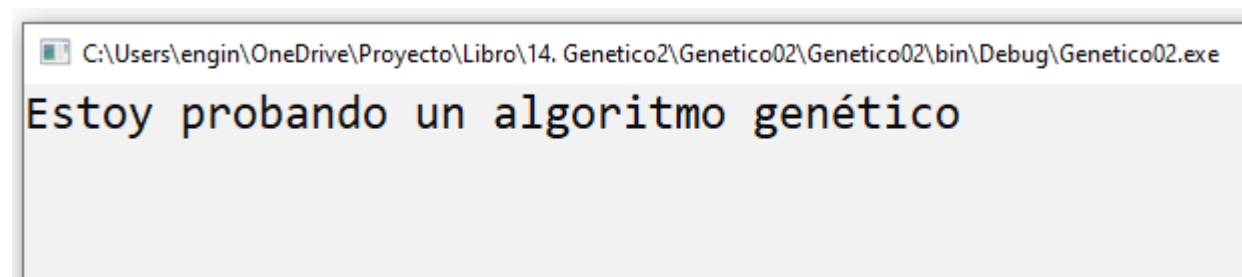 C:\Users\engin\OneDrive\Proyecto\Libro\14. Genetico2\Genetico02\Genetico02\bin\Debug\Genetico02.exe
Estoy probando un algoritmo genético